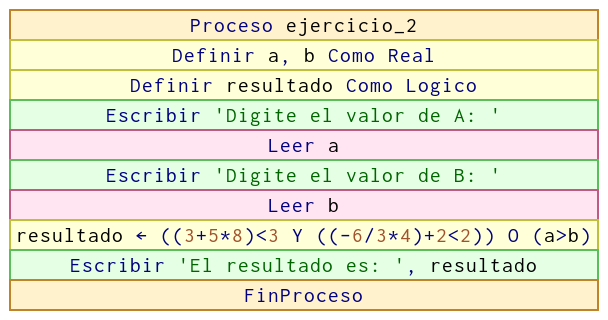 Proceso ejercicio_2
Definir a, b Como Real
Definir resultado Como Logico
Escribir 'Digite el valor de A: '
Leer a
Escribir 'Digite el valor de B: '
Leer b
resultado ← ((3+5*8)<3 Y ((-6/3*4)+2<2)) O (a>b)
Escribir 'El resultado es: ', resultado
FinProceso